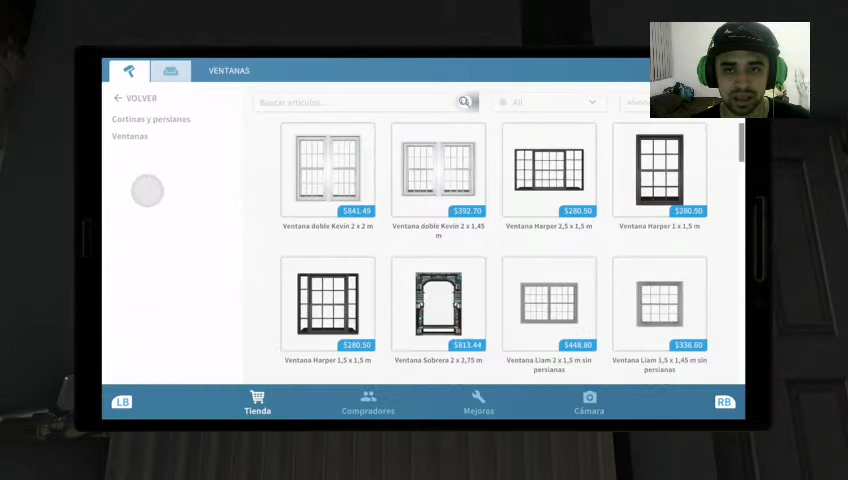 VENTANAS
VOLVER
Cortinas y persianas
Ventanas
Buscar artículos...
All
$841.49
$392.70
$280.50
$280.50
Ventana doble Kevin 2 x 2 m
Ventana doble Kevin 2 x 1,45
m
Ventana Harper 2,5 x 1,5 m
Ventana Harper 1 x 1,5 m
$280.50
$813.44
$448.80
$336.60
Ventana Harper 1,5 x 1,5 m
Ventana Sobrera 2 x 2,75 m
Ventana Liam 2 x 1,5 m sin
persianas
Ventana Liam 1,5 x 1,45 m sin
persianas
LB
Tienda
Compradores
Mejoras
Cámara
RB